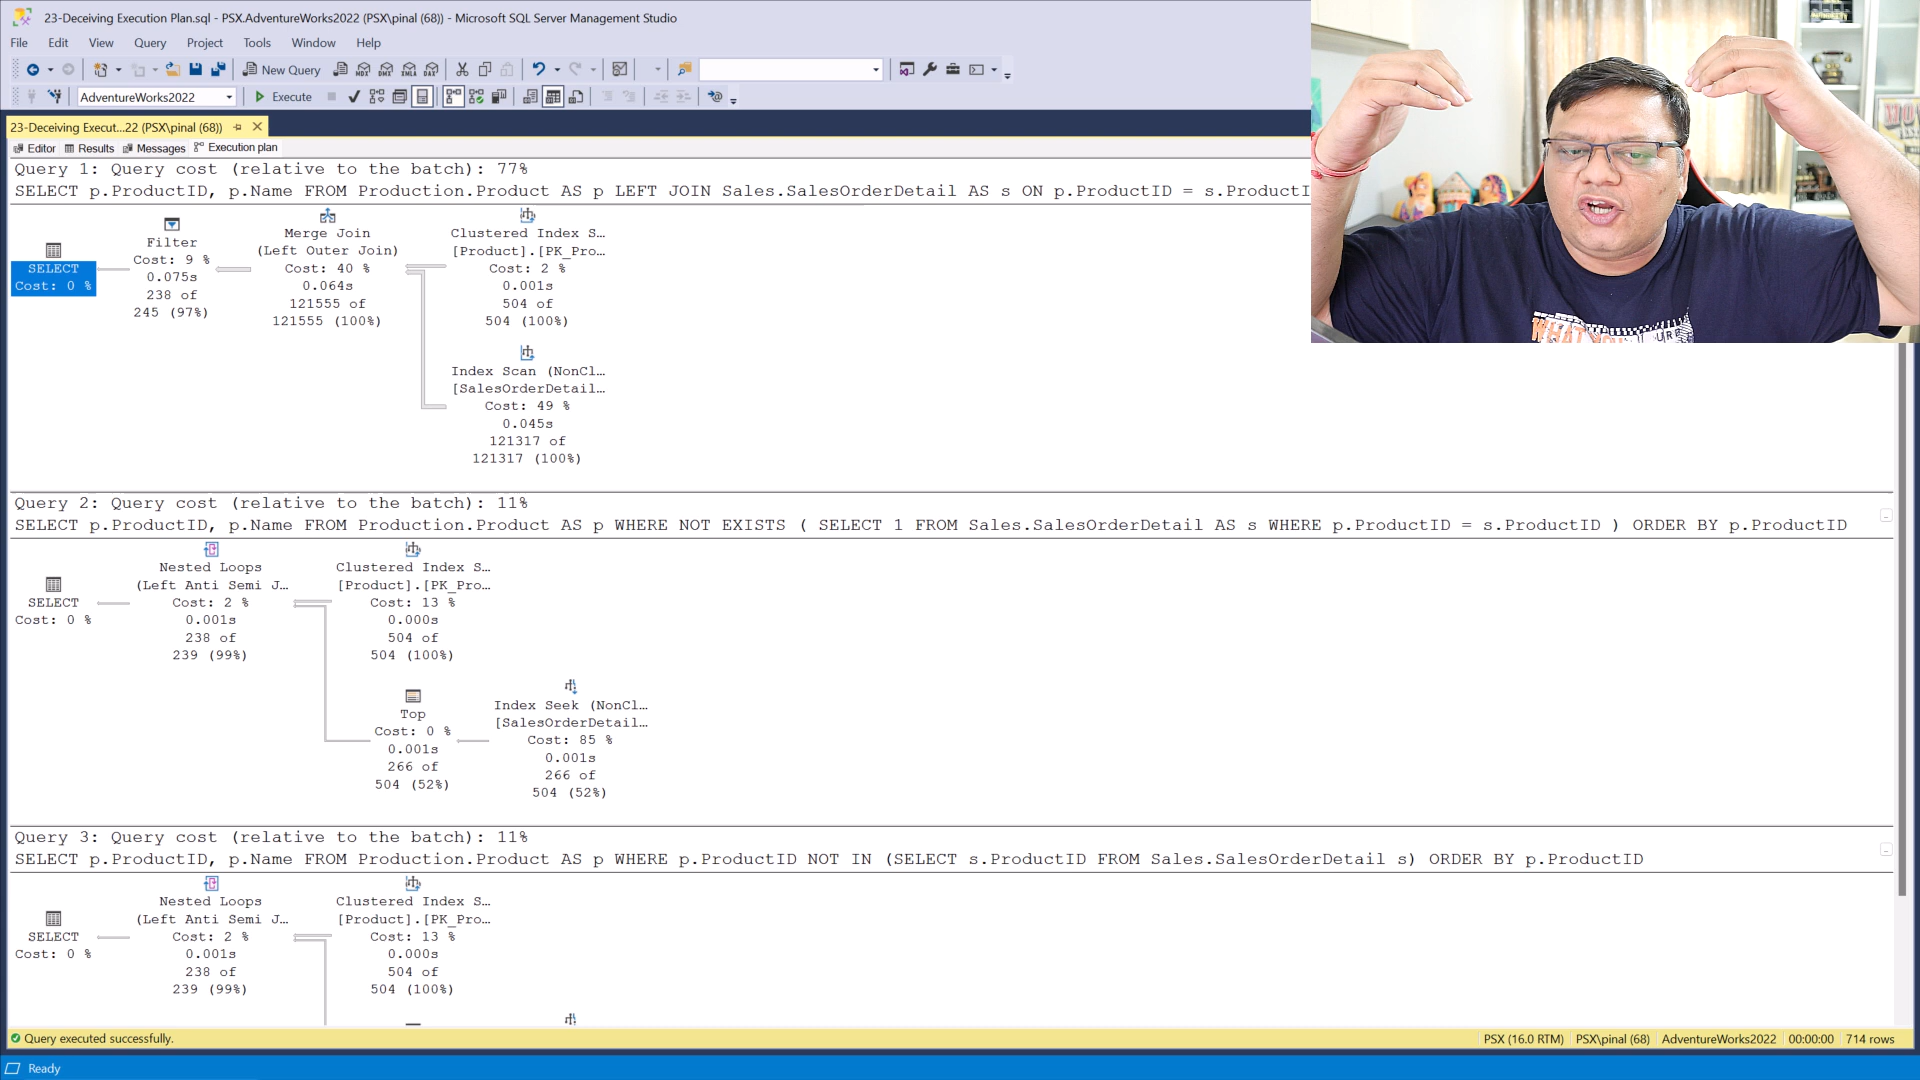 23-Deceiving Execution Plan.sql - PSX.AdventureWorks2022 (PSX\pinal (68)) - Microsoft SQL Server Management Studio
File Edit View Query Project Tools Window Help
New Query MDX DMX XMLA DAX
AdventureWorks2022 Execute
23-Deceiving Execut...22 (PSX\pinal (68))
Editor Results Messages Execution plan
Query 1: Query cost (relative to the batch): 77%
SELECT p.ProductID, p.Name FROM Production.Product AS p LEFT JOIN Sales.SalesOrderDetail AS s ON p.ProductID = s.ProductI
SELECT
Cost: 0 %
Filter
Cost: 9 %
0.075s
238 of
245 (97%)
Merge Join
(Left Outer Join)
Cost: 40 %
0.064s
121555 of
121555 (100%)
Clustered Index S...
[Product].[PK_Pro...
Cost: 2 %
0.001s
504 of
504 (100%)
Index Scan (NonCl...
[SalesOrderDetail...
Cost: 49 %
0.045s
121317 of
121317 (100%)
Query 2: Query cost (relative to the batch): 11%
SELECT p.ProductID, p.Name FROM Production.Product AS p WHERE NOT EXISTS ( SELECT 1 FROM Sales.SalesOrderDetail AS s WHERE p.ProductID = s.ProductID ) ORDER BY p.ProductID
SELECT
Cost: 0 %
Nested Loops
(Left Anti Semi J...
Cost: 2 %
0.001s
238 of
239 (99%)
Clustered Index S...
[Product].[PK_Pro...
Cost: 13 %
0.000s
504 of
504 (100%)
Top
Cost: 0 %
0.001s
266 of
504 (52%)
Index Seek (NonCl...
[SalesOrderDetail...
Cost: 85 %
0.001s
266 of
504 (52%)
Query 3: Query cost (relative to the batch): 11%
SELECT p.ProductID, p.Name FROM Production.Product AS p WHERE p.ProductID NOT IN (SELECT s.ProductID FROM Sales.SalesOrderDetail s) ORDER BY p.ProductID
SELECT
Cost: 0 %
Nested Loops
(Left Anti Semi J...
Cost: 2 %
0.001s
238 of
239 (99%)
Clustered Index S...
[Product].[PK_Pro...
Cost: 13 %
0.000s
504 of
504 (100%)
Query executed successfully. PSX (16.0 RTM) PSX\pinal (68) AdventureWorks2022 00:00:00 714 rows
Ready